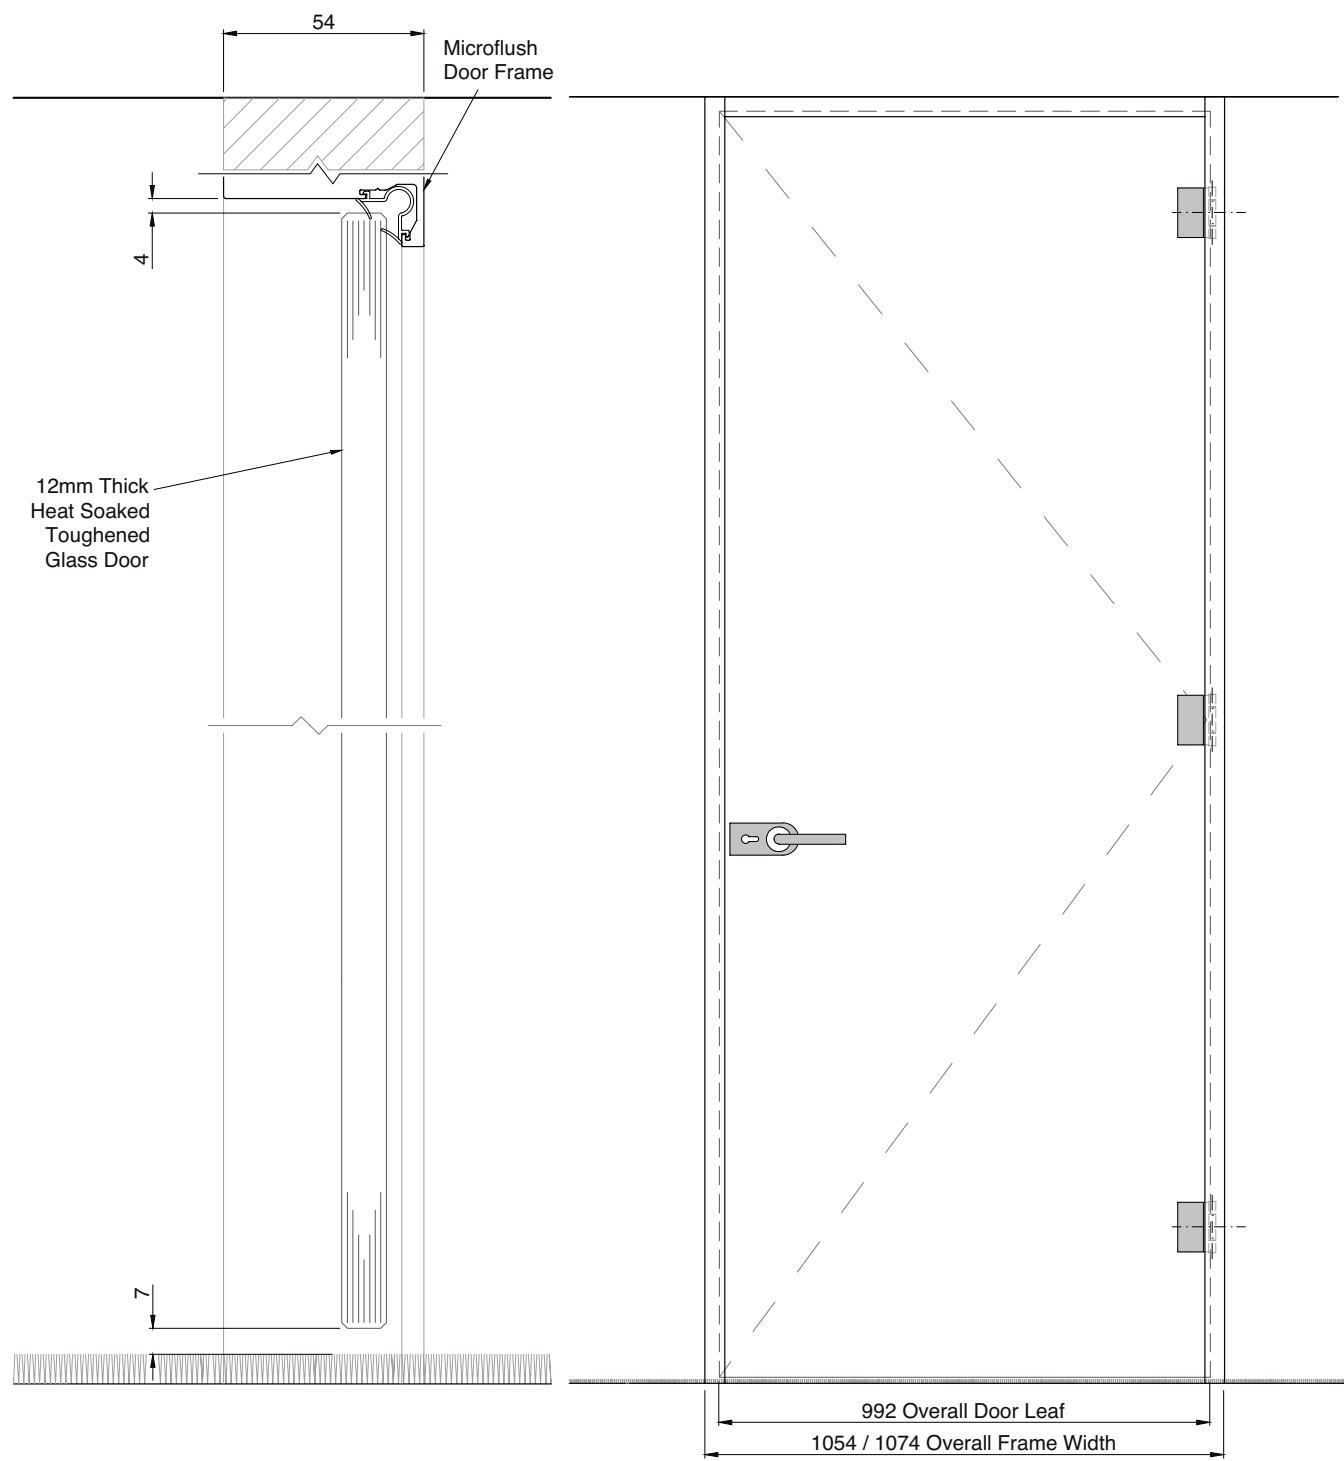 54
Microflush
Door Frame
4
12mm Thick
Heat Soaked
Toughened
Glass Door
7
992 Overall Door Leaf
1054 / 1074 Overall Frame Width